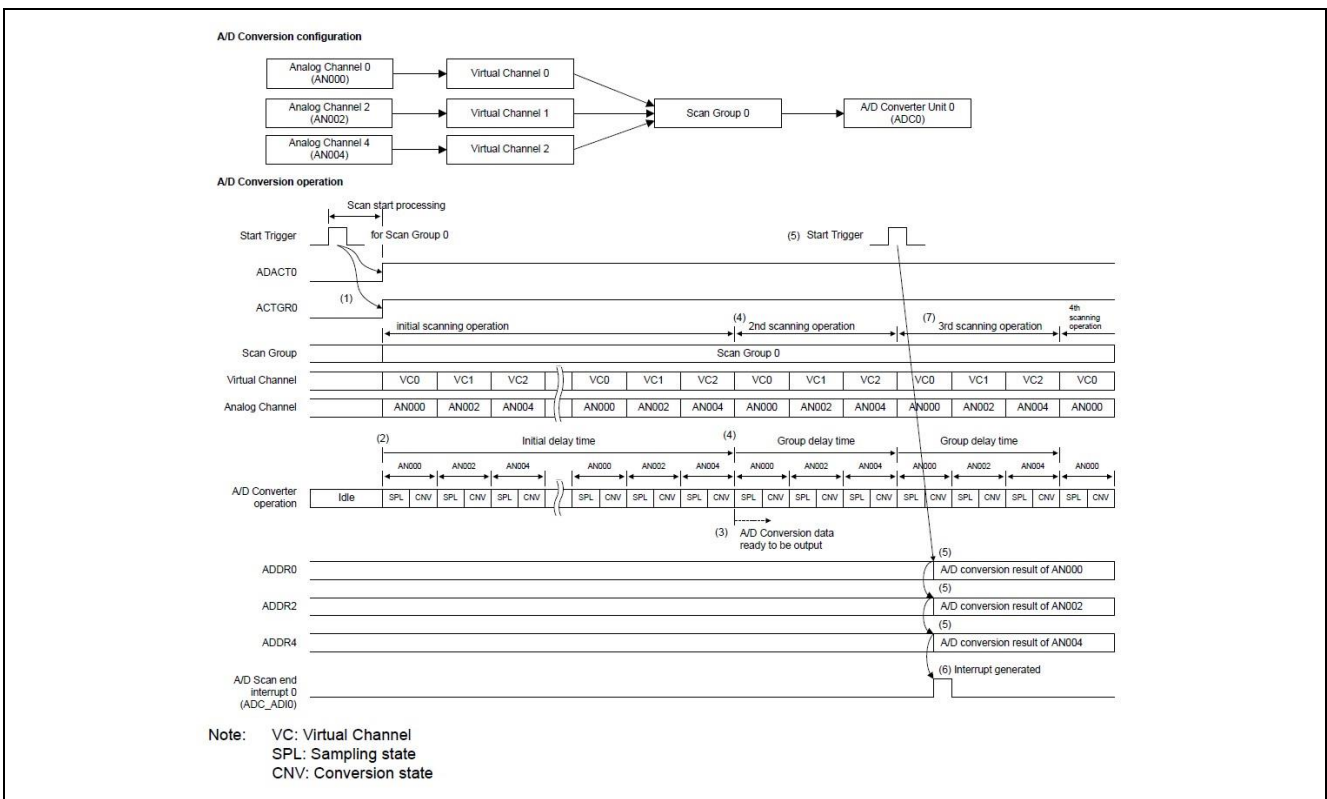 A/D Conversion configuration
Analog Channel 0
(AN000)
Virtual Channel 0
Analog Channel 2
(AN002)
Virtual Channel 1
Scan Group 0
A/D Converter Unit 0
(ADC0)
Analog Channel 4
(AN004)
Virtual Channel 2
A/D Conversion operation
Scan start processing
Start Trigger
for Scan Group 0
(5) Start Trigger
ADACT0
(1)
ACTGR0
initial scanning operation
(4)
2nd scanning operation
(7)
3rd scanning operation
4th
scanning
operation
Scan Group
Scan Group 0
Virtual Channel
VC0 VC1 VC2 VC0 VC1 VC2 VC0 VC1 VC2 VC0 VC1 VC2 VC0
Analog Channel
AN000 AN002 AN004 AN000 AN002 AN004 AN000 AN002 AN004 AN000 AN002 AN004 AN000
(2)
Initial delay time
(4)
Group delay time
Group delay time
AN000 AN002 AN004 AN000 AN002 AN004 AN000 AN002 AN004 AN000 AN002 AN004 AN000
A/D Converter
operation
Idle SPL CNV SPL CNV SPL CNV SPL CNV SPL CNV SPL CNV SPL CNV SPL CNV SPL CNV SPL CNV SPL CNV SPL CNV SPL CNV
(3) A/D Conversion data
ready to be output
(5)
ADDR0
A/D conversion result of AN000
(5)
ADDR2
A/D conversion result of AN002
(5)
ADDR4
A/D conversion result of AN004
(6) Interrupt generated
A/D Scan end
interrupt 0
(ADC_ADI0)
Note: VC: Virtual Channel
SPL: Sampling state
CNV: Conversion state